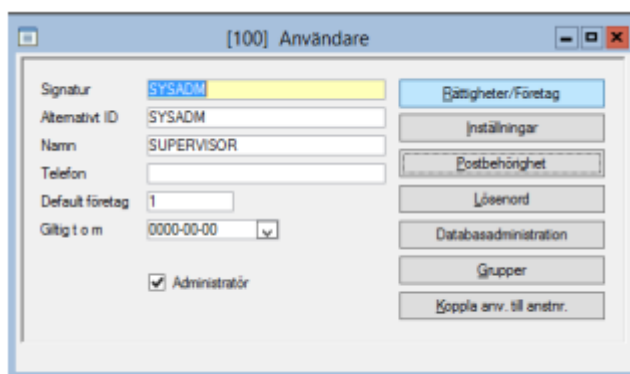 [100] Användare
Signatur SYSADM
Alternativt ID SYSADM
Namn SUPERVISOR
Telefon
Default företag 1
Giltig t o m 0000-00-00
Administratör
Rättigheter/Företag
Inställningar
Postbehörighet
Lösenord
Databasadministration
Grupper
Koppla anv. till anstnr.